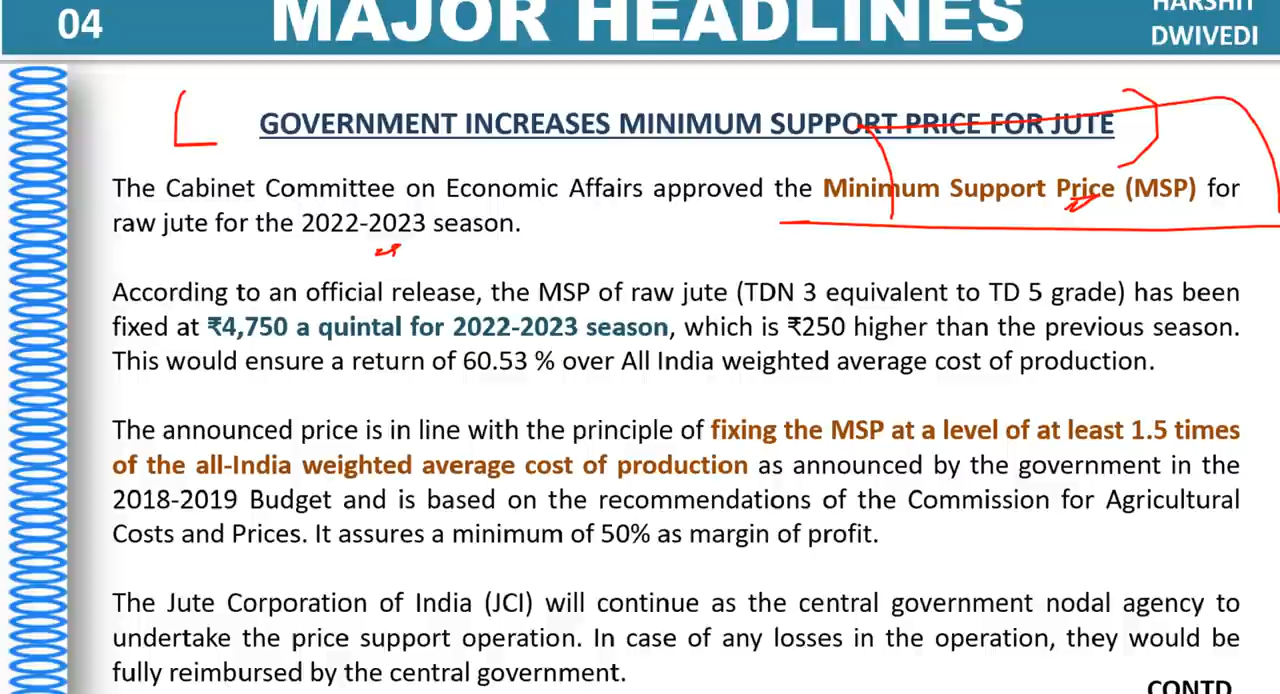 04
MAJOR HEADLINES
HARSHIT
DWIVEDI
GOVERNMENT INCREASES MINIMUM SUPPORT PRICE FOR JUTE
The Cabinet Committee on Economic Affairs approved the Minimum Support Price (MSP) for
raw jute for the 2022-2023 season.
According to an official release, the MSP of raw jute (TDN 3 equivalent to TD 5 grade) has been
fixed at ₹4,750 a quintal for 2022-2023 season, which is ₹250 higher than the previous season.
This would ensure a return of 60.53 % over All India weighted average cost of production.
The announced price is in line with the principle of fixing the MSP at a level of at least 1.5 times
of the all-India weighted average cost of production as announced by the government in the
2018-2019 Budget and is based on the recommendations of the Commission for Agricultural
Costs and Prices. It assures a minimum of 50% as margin of profit.
The Jute Corporation of India (JCI) will continue as the central government nodal agency to
undertake the price support operation. In case of any losses in the operation, they would be
fully reimbursed by the central government.
CONTD